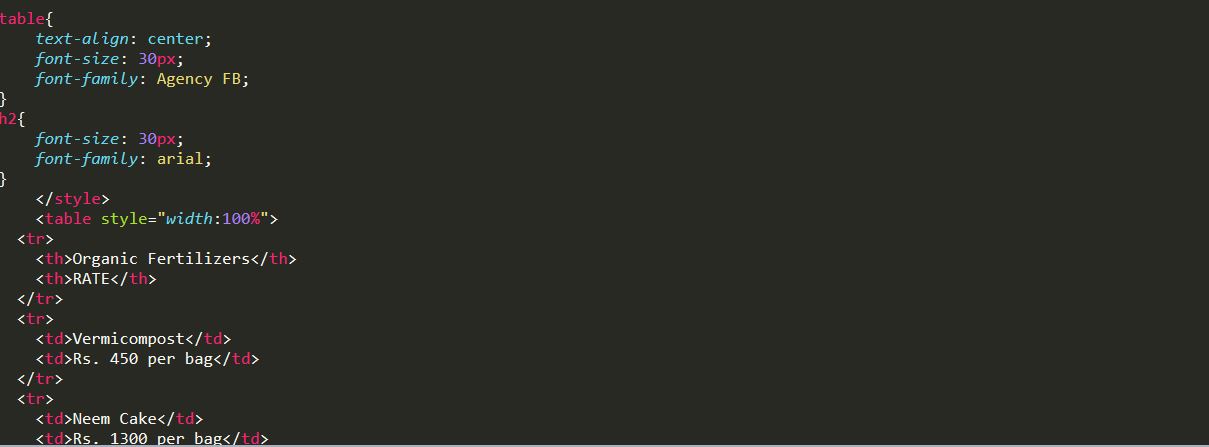 table{
    text-align: center;
    font-size: 30px;
    font-family: Agency FB;
}
h2{
    font-size: 30px;
    font-family: arial;
}
    </style>
    <table style="width:100%">
  <tr>
    <th>Organic Fertilizers</th>
    <th>RATE</th>
  </tr>
  <tr>
    <td>Vermicompost</td>
    <td>Rs. 450 per bag</td>
  </tr>
  <tr>
    <td>Neem Cake</td>
    <td>Rs. 1300 per bag</td>